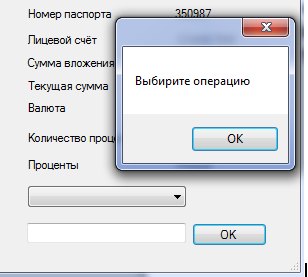 Номер паспорта 350987
Лицевой счёт
Сумма вложения
Текущая сумма
Валюта
Количество проце
Проценты
Выбирите операцию
OK
OK